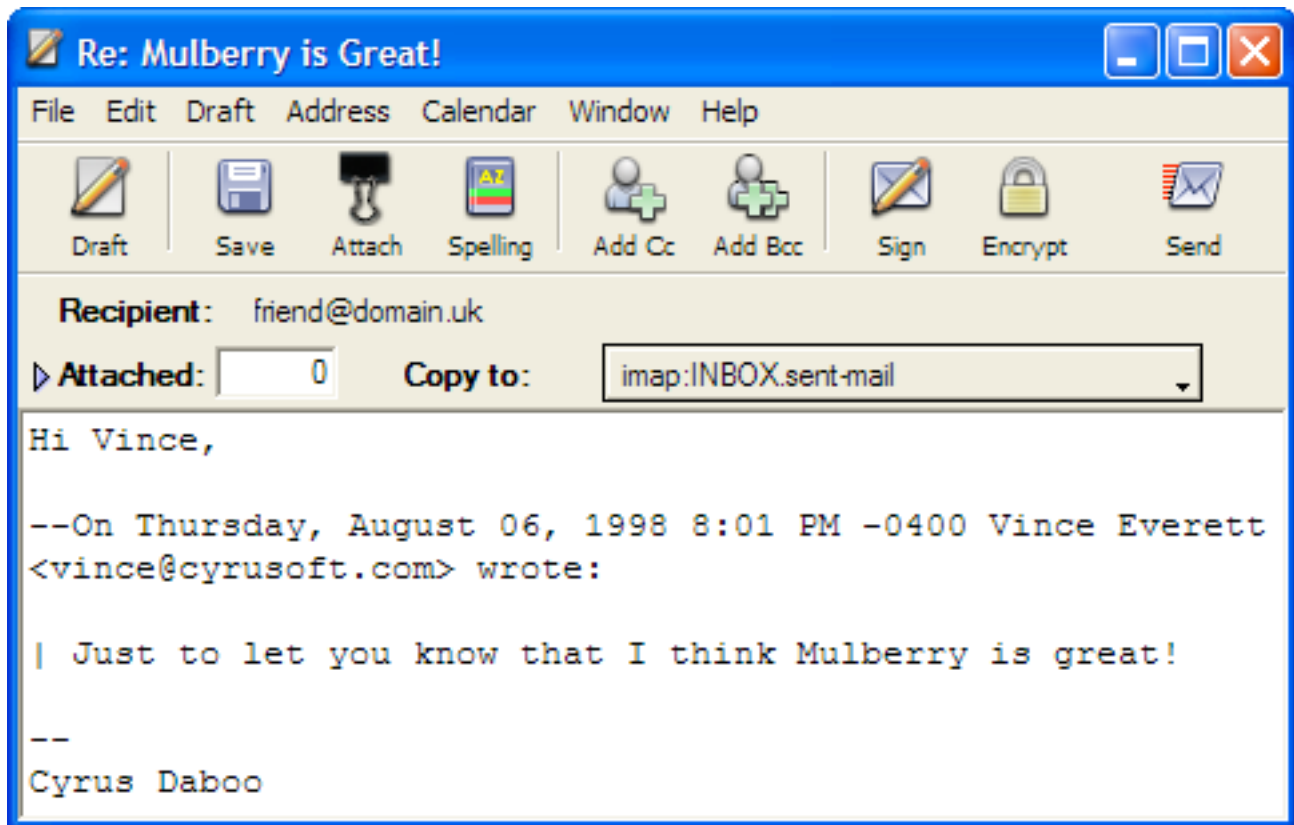 Re: Mulberry is Great!
File Edit Draft Address Calendar Window Help
AZ
Draft Save Attach Spelling Add Cc Add Bcc Sign Encrypt Send
Recipient: friend@domain.uk
Attached: 0 Copy to: imap:INBOX.sent-mail
Hi Vince,
--On Thursday, August 06, 1998 8:01 PM -0400 Vince Everett
<vince@cyrusoft.com> wrote:
| Just to let you know that I think Mulberry is great!
--
Cyrus Daboo